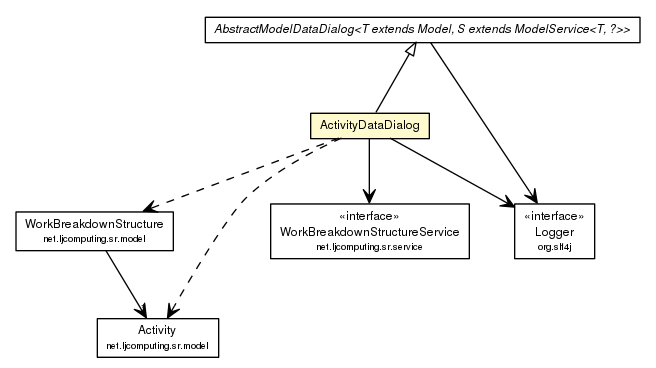 AbstractModelDataDialog<T extends Model, S extends ModelService<T, ?>>
ActivityDataDialog
WorkBreakdownStructure
net.ljcomputing.sr.model
«interface»
WorkBreakdownStructureService
net.ljcomputing.sr.service
«interface»
Logger
org.slf4j
Activity
net.ljcomputing.sr.model